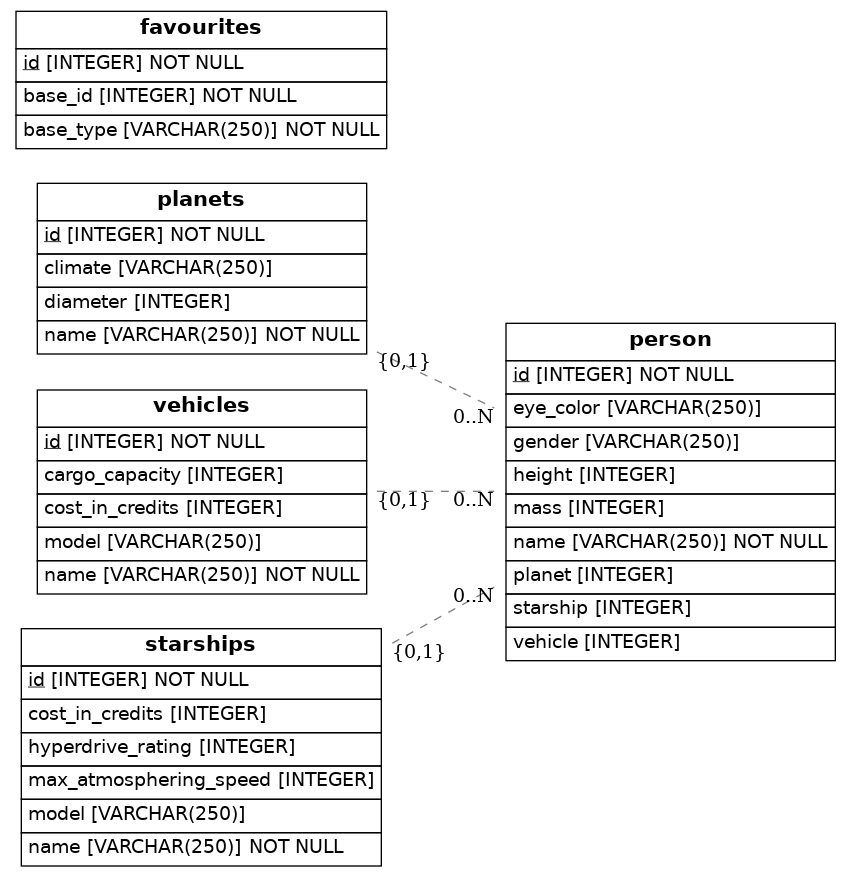 favourites
id [INTEGER] NOT NULL
base_id [INTEGER] NOT NULL
base_type [VARCHAR(250)] NOT NULL
planets
id [INTEGER] NOT NULL
climate [VARCHAR(250)]
diameter [INTEGER]
name [VARCHAR(250)] NOT NULL
{0,1}
0..N
vehicles
id [INTEGER] NOT NULL
cargo_capacity [INTEGER]
cost_in_credits [INTEGER]
model [VARCHAR(250)]
name [VARCHAR(250)] NOT NULL
{0,1}
0..N
starships
id [INTEGER] NOT NULL
cost_in_credits [INTEGER]
hyperdrive_rating [INTEGER]
max_atmosphering_speed [INTEGER]
model [VARCHAR(250)]
name [VARCHAR(250)] NOT NULL
{0,1}
0..N
person
id [INTEGER] NOT NULL
eye_color [VARCHAR(250)]
gender [VARCHAR(250)]
height [INTEGER]
mass [INTEGER]
name [VARCHAR(250)] NOT NULL
planet [INTEGER]
starship [INTEGER]
vehicle [INTEGER]